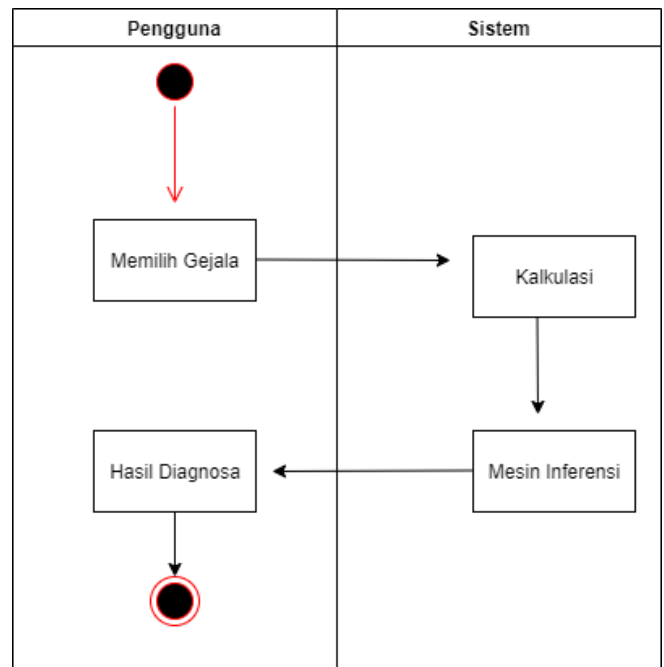 Pengguna
Sistem
Memilih Gejala
Kalkulasi
Hasil Diagnosa
Mesin Inferensi